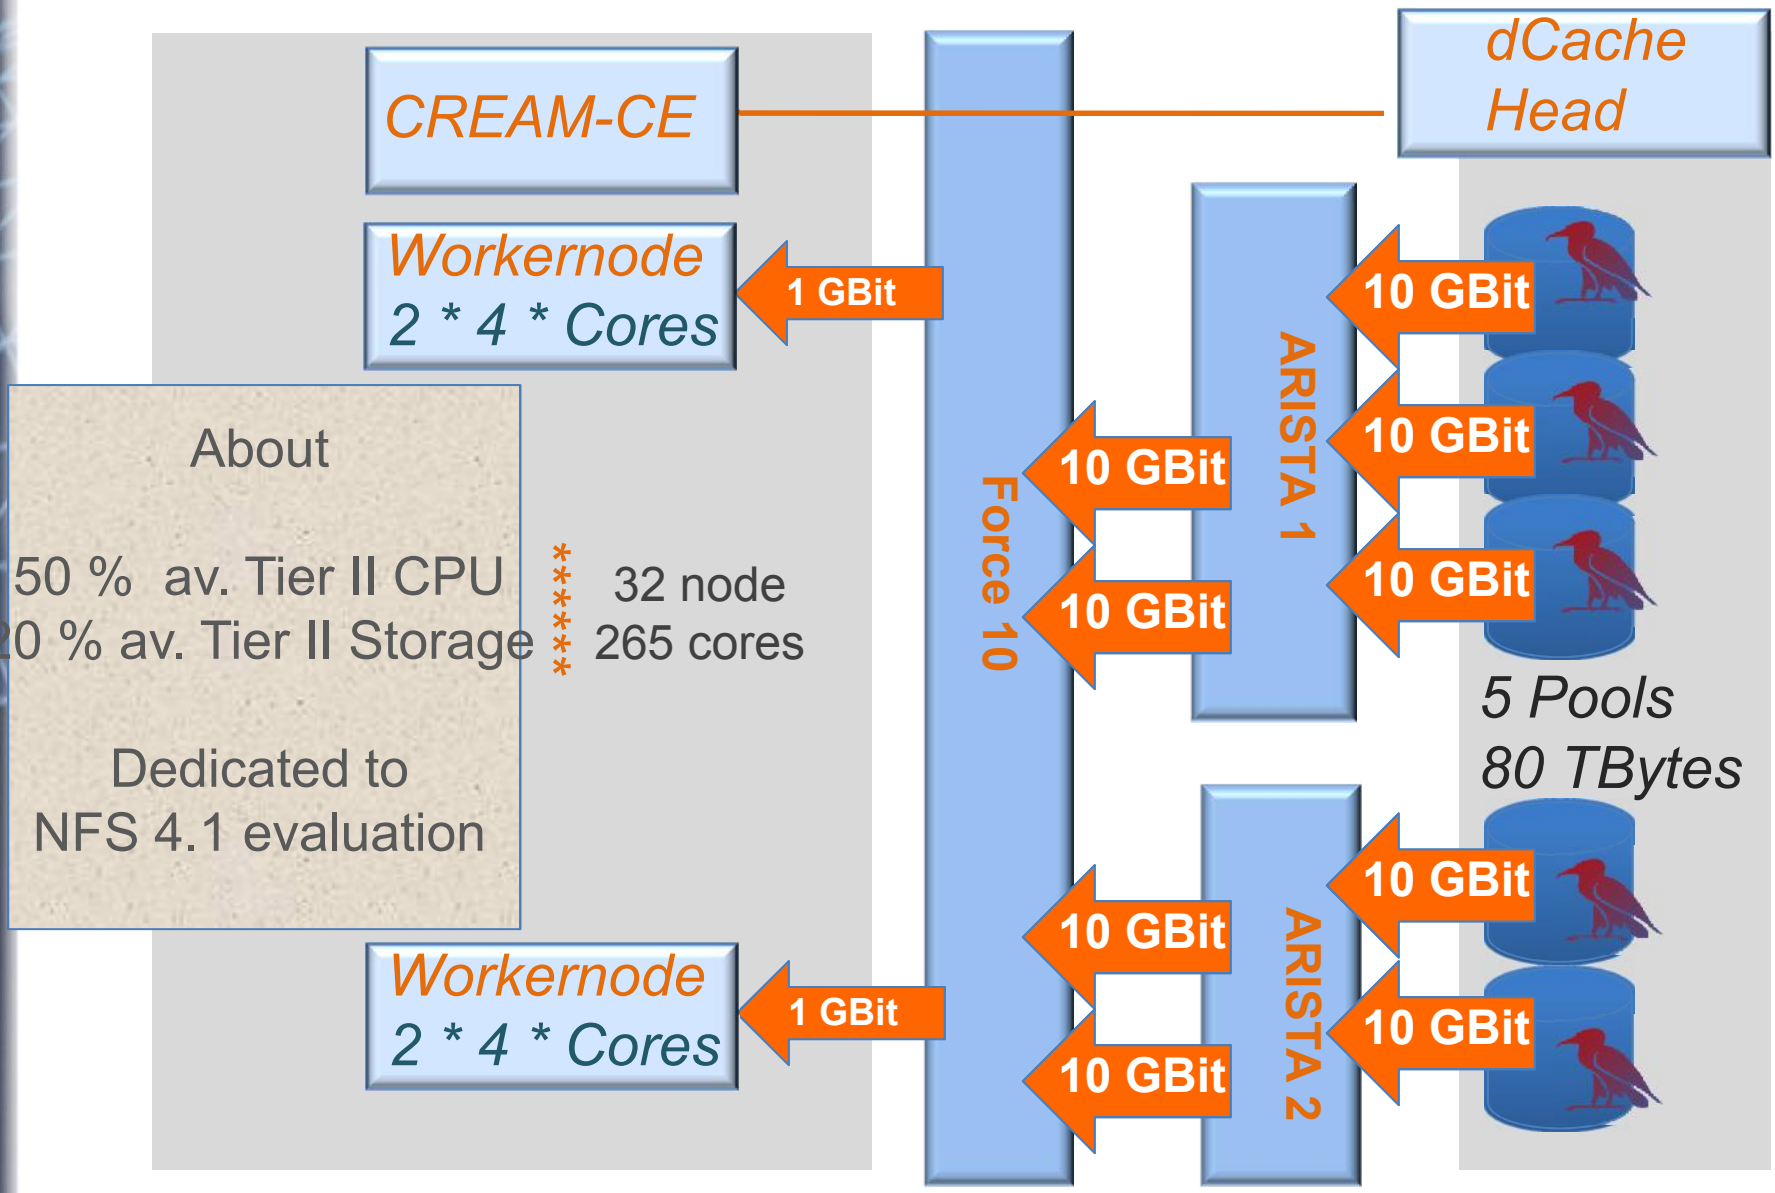 dCache
Head
CREAM-CE
Workernode
2 * 4 * Cores
1 GBit
10 GBit
10 GBit
10 GBit
10 GBit
10 GBit
ARISTA 1
Force 10
About
50 % av. Tier II CPU
20 % av. Tier II Storage
Dedicated to
NFS 4.1 evaluation
******
32 node
265 cores
5 Pools
80 TBytes
10 GBit
10 GBit
10 GBit
10 GBit
ARISTA 2
Workernode
2 * 4 * Cores
1 GBit